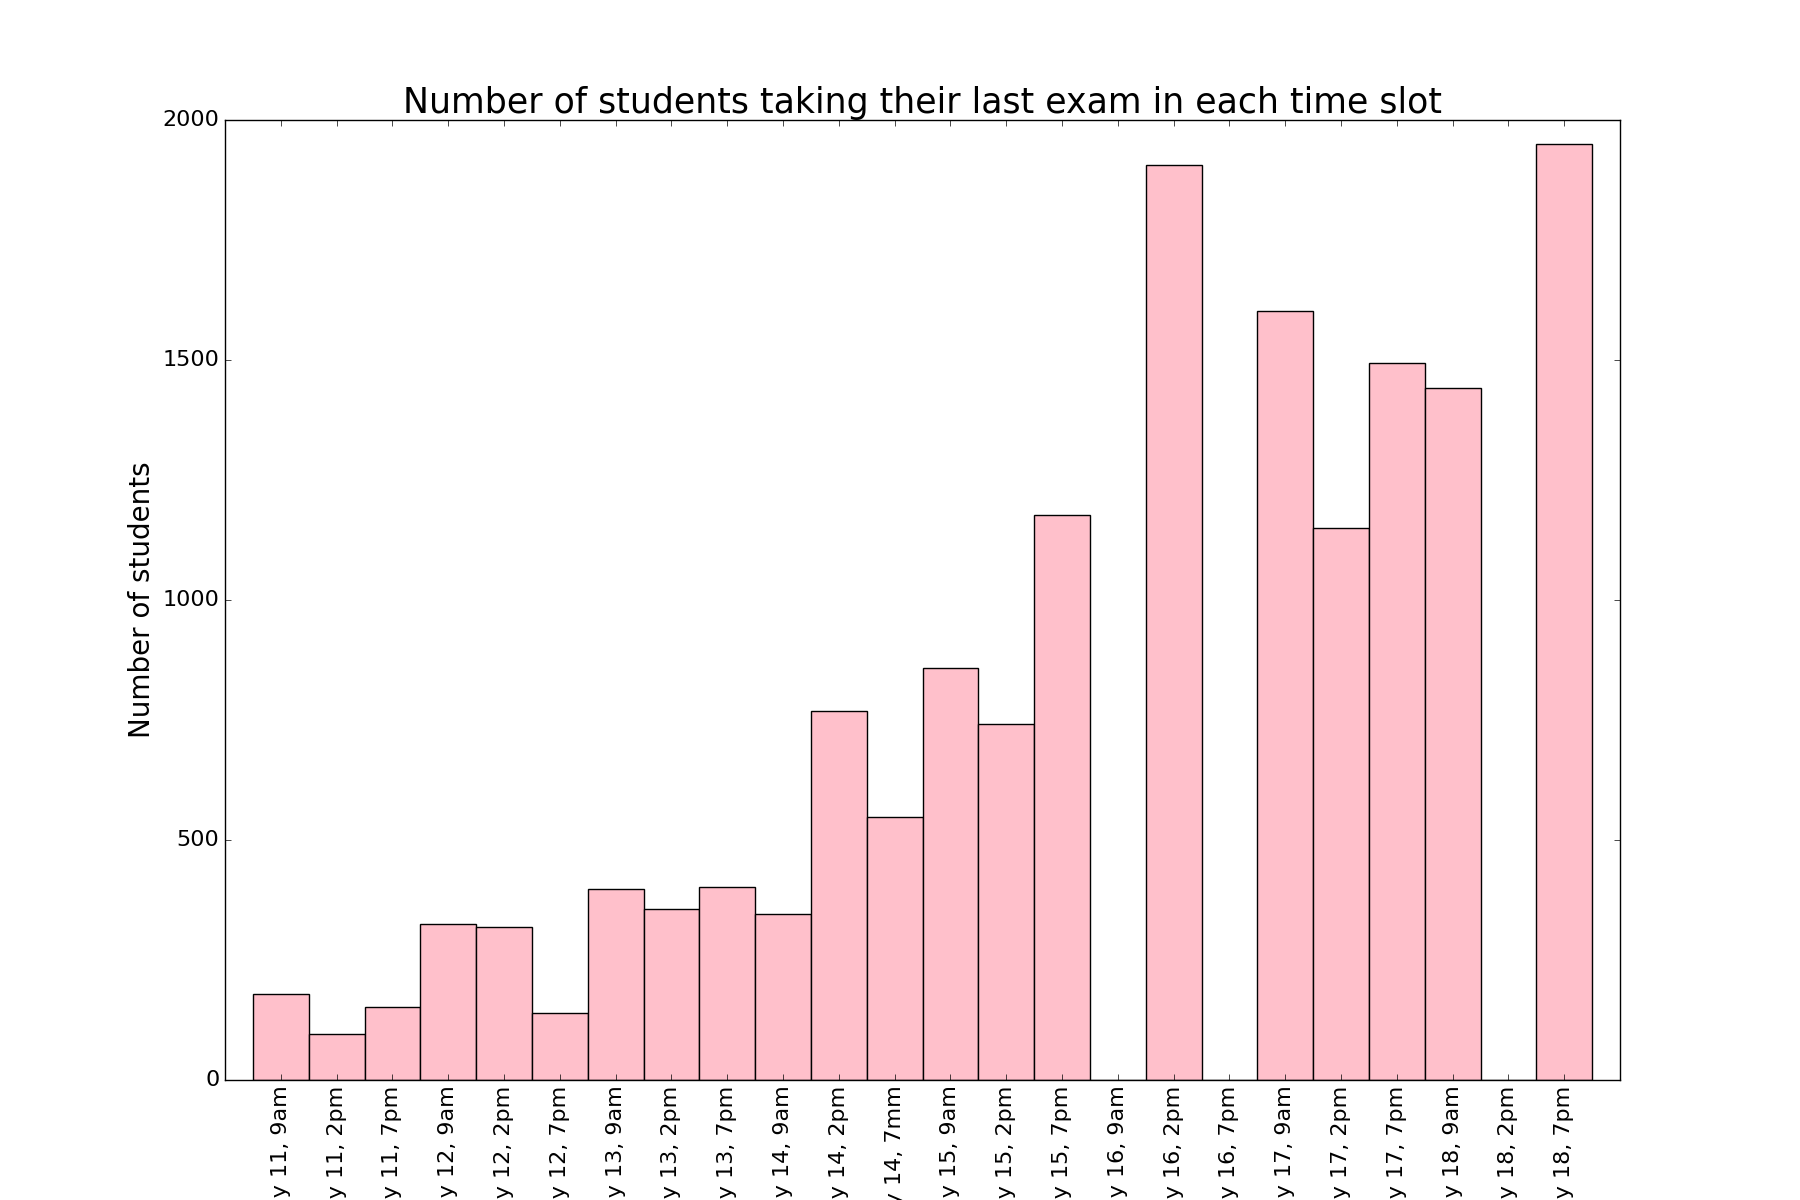 Number of students taking their last exam in each time slot
Number of students
2000
1500
1000
500
0
y 11, 9am
y 11, 2pm
y 11, 7pm
y 12, 9am
y 12, 2pm
y 12, 7pm
y 13, 9am
y 13, 2pm
y 13, 7pm
y 14, 9am
y 14, 2pm
y 14, 7mm
y 15, 9am
y 15, 2pm
y 15, 7pm
y 16, 9am
y 16, 2pm
y 16, 7pm
y 17, 9am
y 17, 2pm
y 17, 7pm
y 18, 9am
y 18, 2pm
y 18, 7pm